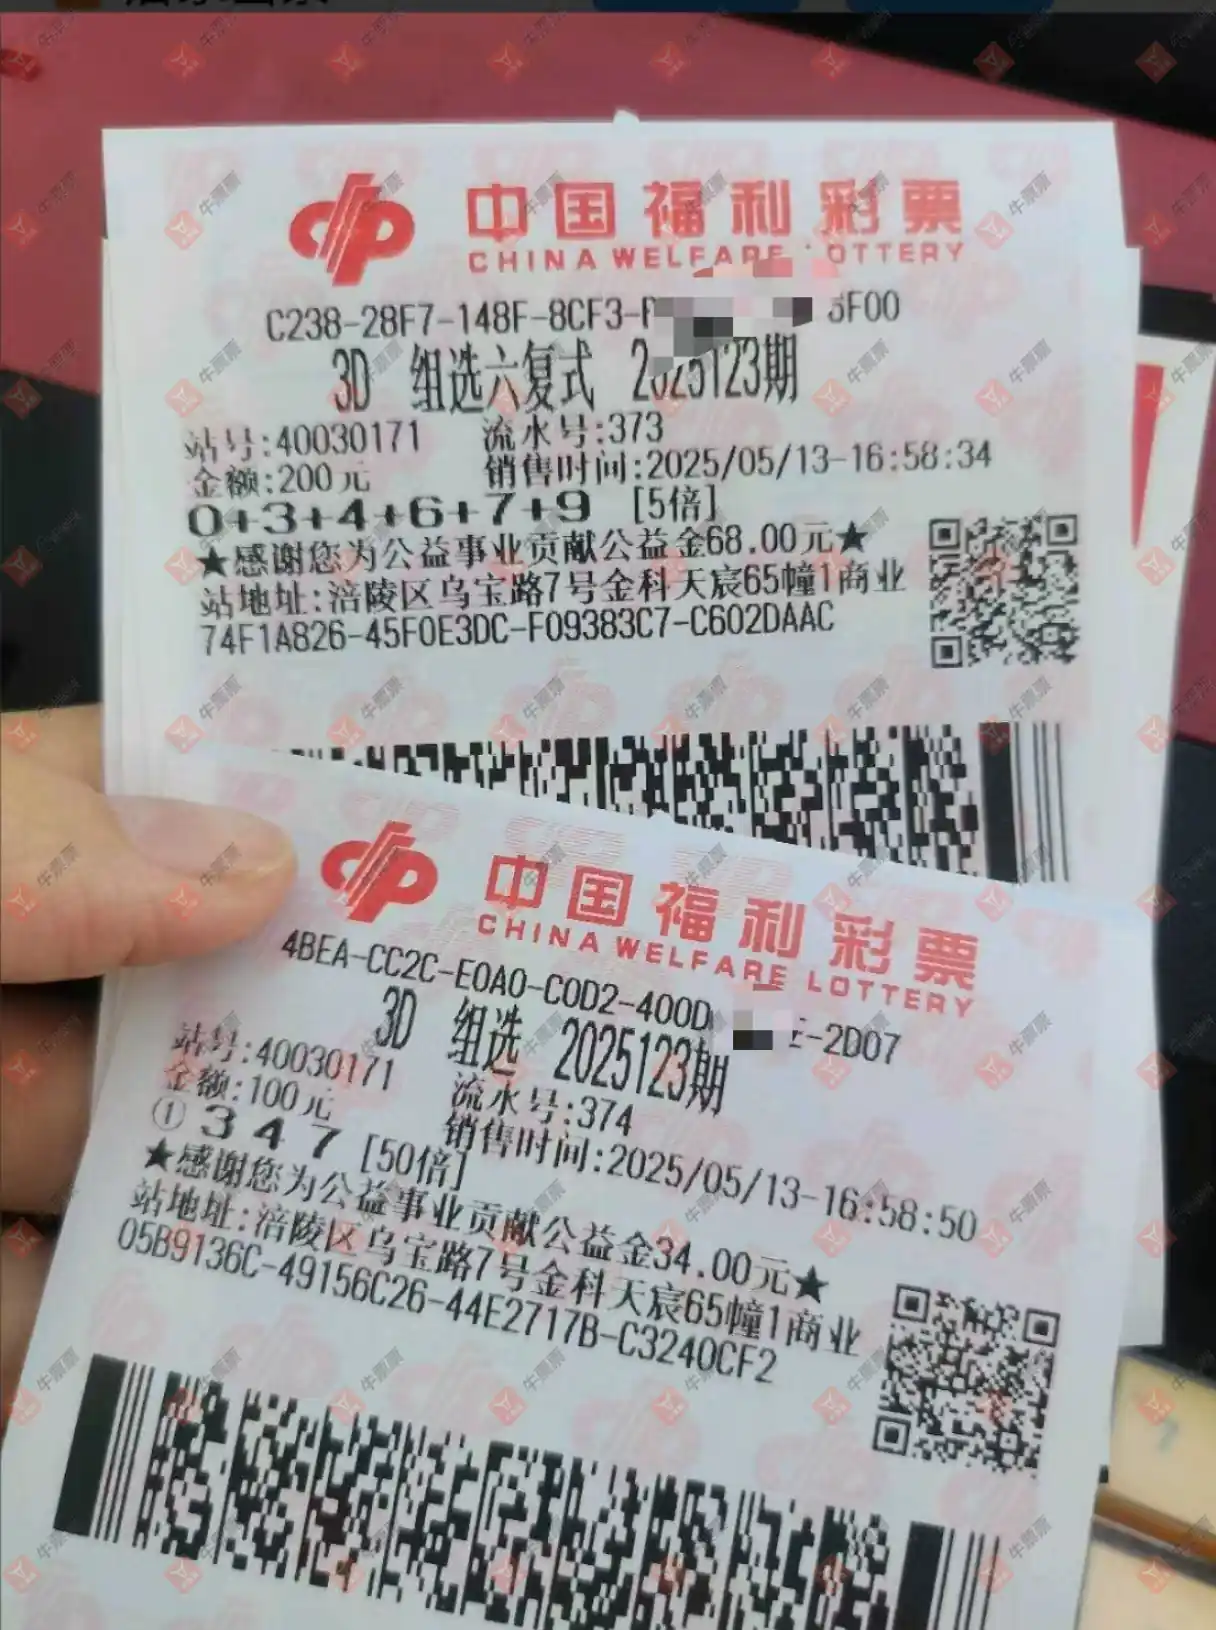 中国福利彩票
CHINA WELFARE LOTTERY
C238-28F7-148F-8CF3- 5F00
3D 组选六复式 2025123期
站号:40030171 流水号:373
金额:200元 销售时间:2025/05/13-16:58:34
0+3+4+6+7+9 [5倍]
★感谢您为公益事业贡献公益金68.00元★
站地址:涪陵区乌宝路7号金科天宸65幢1商业
74F1A826-45F0E3DC-F09383C7-C602DAAC
中国福利彩票
CHINA WELFARE LOTTERY
4BEA-CC2C-E0A0-C0D2-400D -2D07
3D 组选 2025123期
站号:40030171 流水号:374
金额:100元 销售时间:2025/05/13-16:58:50
① 3 4 7 [50倍]
★感谢您为公益事业贡献公益金34.00元★
站地址:涪陵区乌宝路7号金科天宸65幢1商业
05B9136C-49156C26-44E2717B-C3240CF2
牛票票